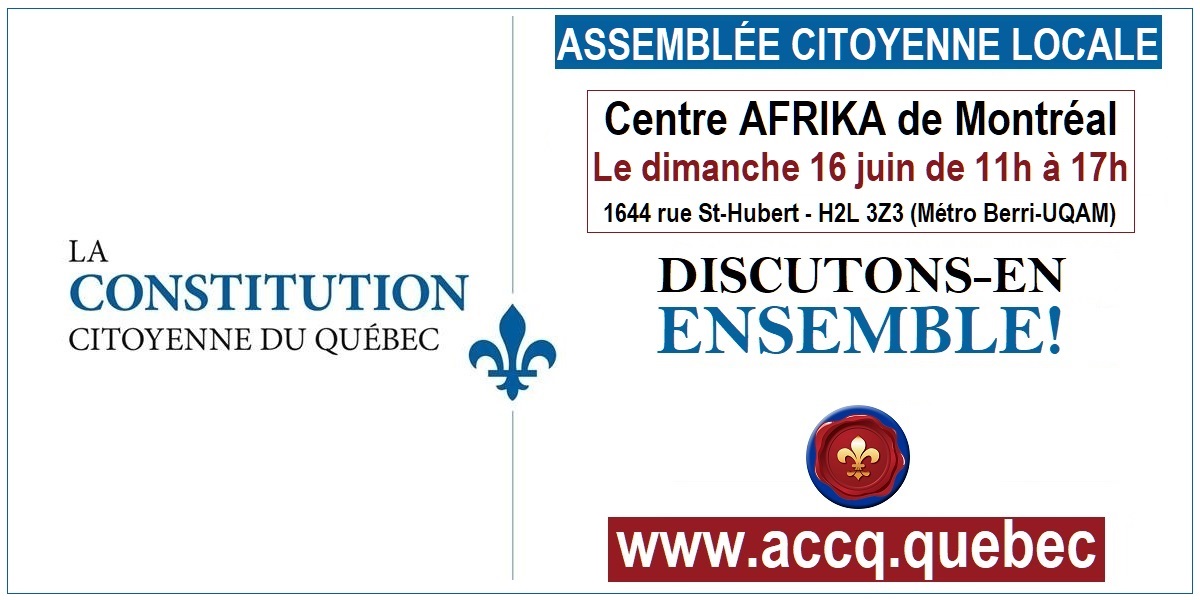 LA
CONSTITUTION
CITOYENNE DU QUÉBEC
ASSEMBLÉE CITOYENNE LOCALE
Centre AFRIKA de Montréal
Le dimanche 16 juin de 11h à 17h
1644 rue St-Hubert - H2L 3Z3 (Métro Berri-UQAM)
DISCUTONS-EN
ENSEMBLE!
www.accq.quebec